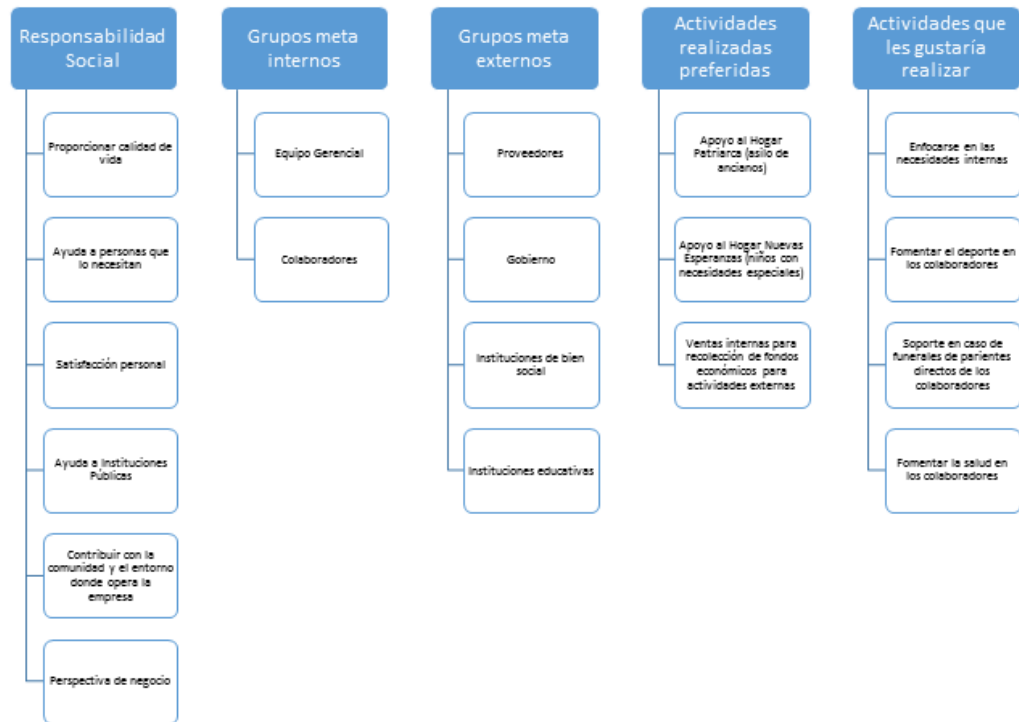 Responsabilidad
Social
Proporcionar calidad de
vida
Ayuda a personas que
lo necesitan
Satisfacción personal
Ayuda a Instituciones
Públicas
Contribuir con la
comunidad y el entorno
donde opera la
empresa
Perspectiva de negocio
Grupos meta
internos
Equipo Gerencial
Colaboradores
Grupos meta
externos
Proveedores
Gobierno
Instituciones de bien
social
Instituciones educativas
Actividades
realizadas
preferidas
Apoyo al Hogar
Patriarca (asilo de
ancianos)
Apoyo al Hogar Nuevas
Esperanzas (niños con
necesidades especiales)
Ventas internas para
recolección de fondos
económicos para
actividades externas
Actividades que
les gustaría
realizar
Enfocarse en las
necesidades internas
Fomentar el deporte en
los colaboradores
Soporte en caso de
funerales de parientes
directos de los
colaboradores
Fomentar la salud en
los colaboradores